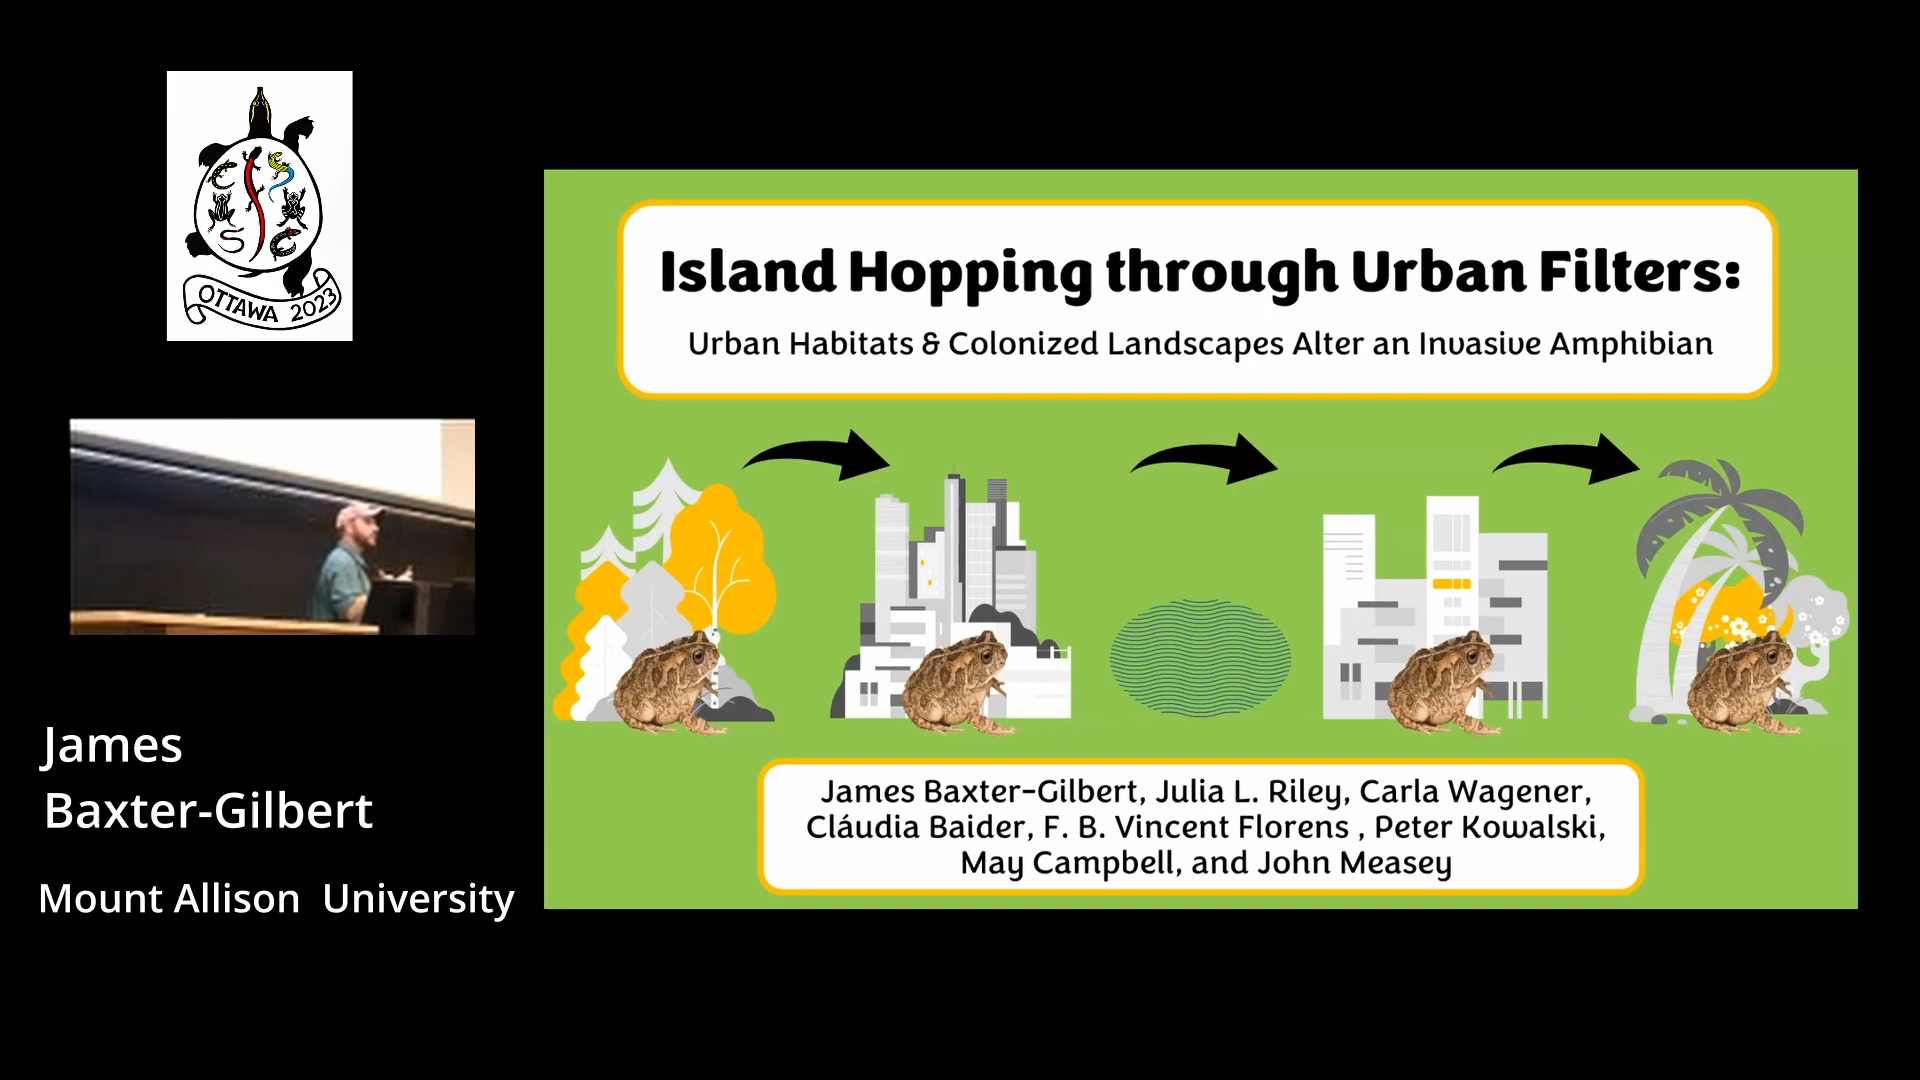 OTTAWA 2023
James
Baxter-Gilbert
Mount Allison University
Island Hopping through Urban Filters:
Urban Habitats & Colonized Landscapes Alter an Invasive Amphibian
James Baxter-Gilbert, Julia L. Riley, Carla Wagener,
Cláudia Baider, F. B. Vincent Florens , Peter Kowalski,
May Campbell, and John Measey